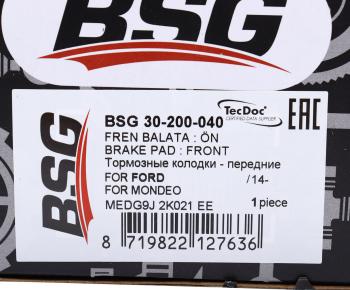 BSG
BSG
BSG 30-200-040
TecDoc
CERTIFIED DATA SUPPLIER
EAC
FREN BALATA : ÖN
BRAKE PAD : FRONT
Тормозные колодки - передние
FOR FORD /14-
FOR MONDEO
MEDG9J 2K021 EE 1 piece
8 719822 127636